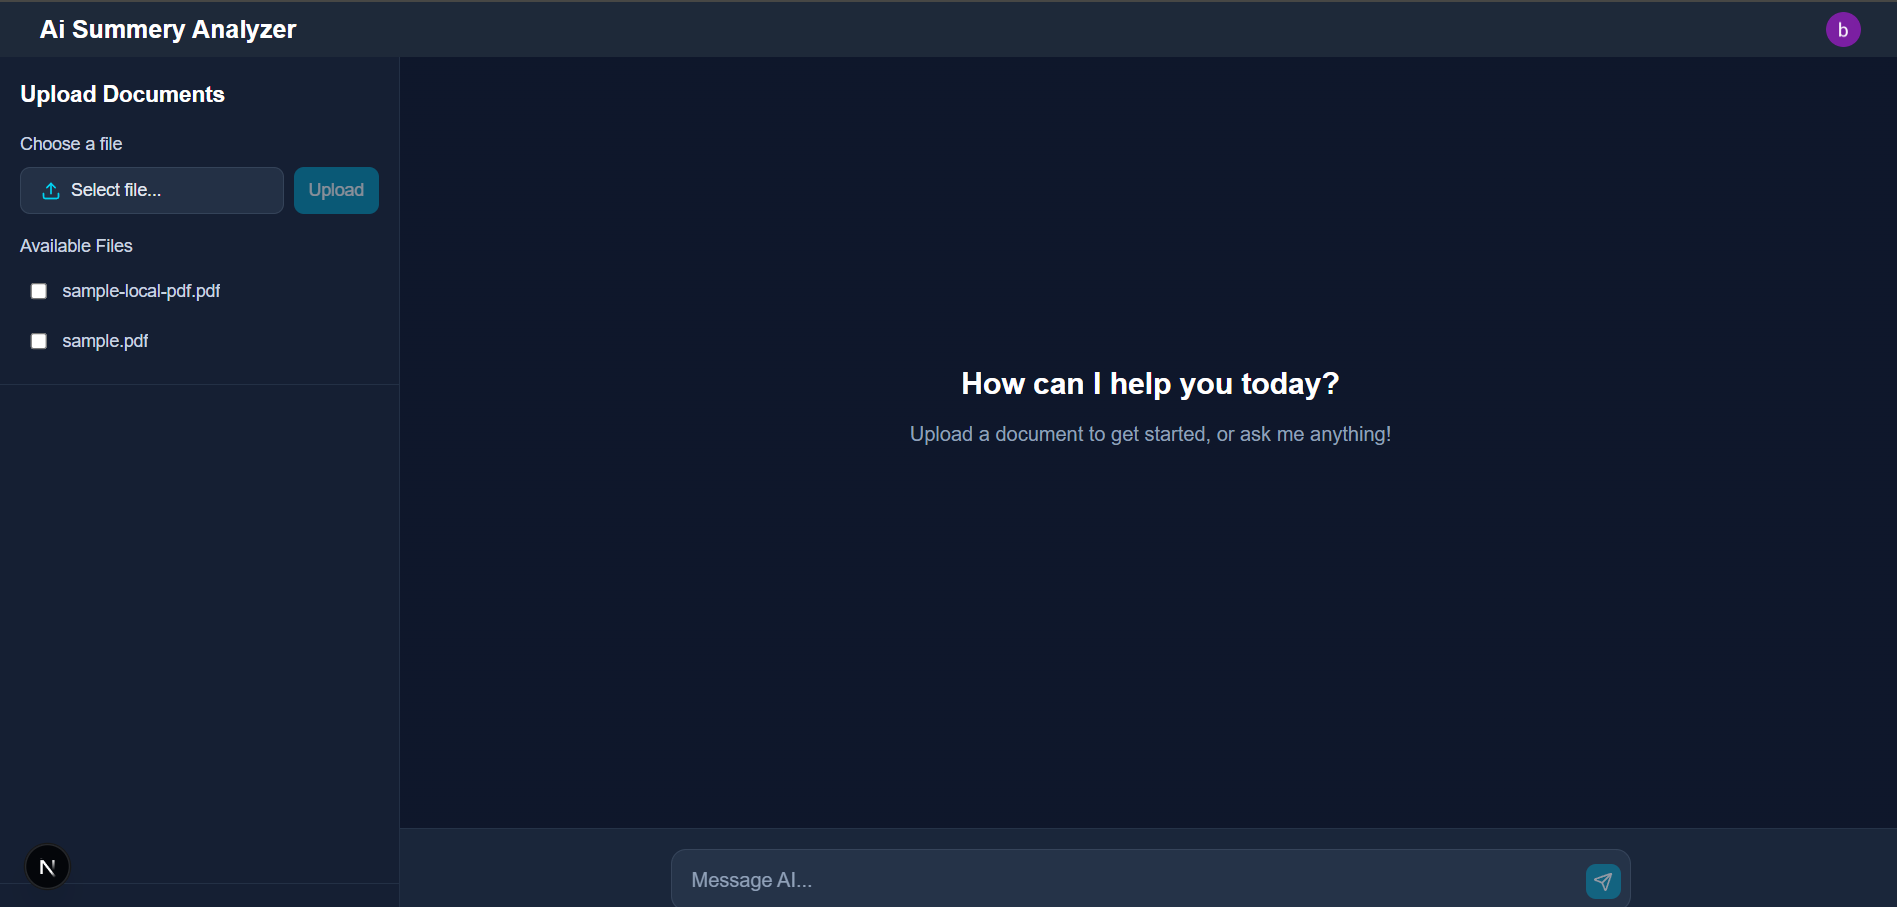 Ai Summery Analyzer
b
Upload Documents
Choose a file
Select file...
Upload
Available Files
sample-local-pdf.pdf
sample.pdf
How can I help you today?
Upload a document to get started, or ask me anything!
N
Message AI...